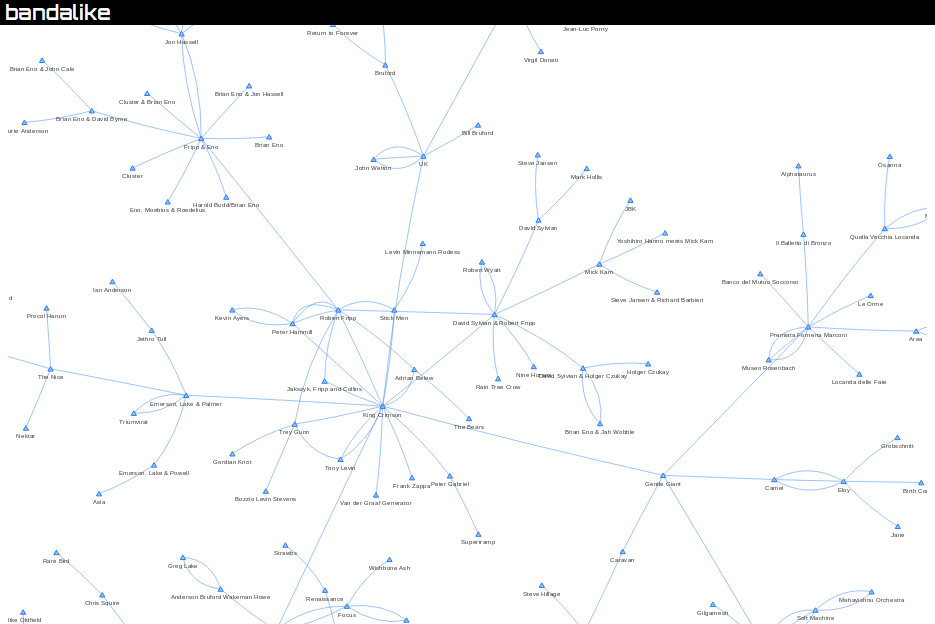 bandalike
Jean-Luc Ponty
Return to Forever
Jon Hassell
Virgil Donati
Brian Eno & John Cale
Bruford
Brian Eno & Jon Hassell
Cluster & Brian Eno
Brian Eno & David Byrne
urie Anderson
Bill Bruford
Brian Eno
Fripp & Eno
Steve Jansen
UK
Osanna
John Wetton
Alphataurus
Cluster
Mark Hollis
Harold Budd/Brian Eno
Eno, Moebius & Roedelius
JBK
David Sylvian
Quella Vecchia Locanda
Yoshihiro Hanno meets Mick Karn
Il Balletto di Bronzo
Levin Minnemann Rudess
Robert Wyatt
Mick Karn
Banco del Mutuo Soccorso
Ian Anderson
d
Steve Jansen & Richard Barbieri
Le Orme
Procol Harum
Kevin Ayers
Robert Fripp
Stick Men
David Sylvian & Robert Fripp
Peter Hammill
Premiata Forneria Marconi
Jethro Tull
Area
Museo Rosenbach
Holger Czukay
The Nice
Adrian Belew
David Sylvian & Holger Czukay
Locanda delle Fate
Rain Tree Crow
Jakszyk, Fripp and Collins
Emerson, Lake & Palmer
King Crimson
Triumvirat
The Bears
Trey Gunn
Brian Eno & Jah Wobble
Nektar
Grobschnitt
Gordian Knot
Tony Levin
Emerson, Lake & Powell
Gentle Giant
Frank Zappa
Peter Gabriel
Camel
Eloy
Birth Co
Asia
Bozzio Levin Stevens
Van der Graaf Generator
Jane
Supertramp
Strawbs
Rare Bird
Caravan
Greg Lake
Wishbone Ash
Steve Hillage
Anderson Bruford Wakeman Howe
Renaissance
Mahavishnu Orchestra
Chris Squire
Gilgamesh
Focus
Soft Machine
ike Oldfield